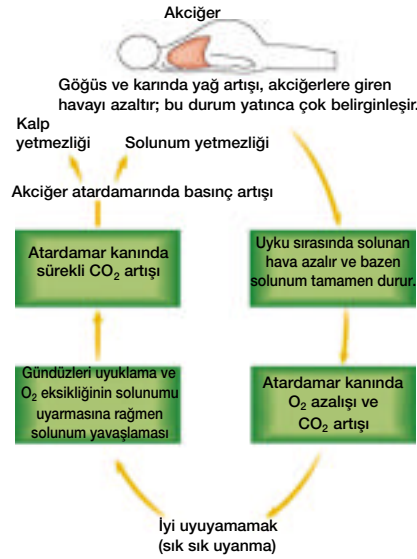 Akciğer
Göğüs ve karında yağ artışı, akciğerlere giren
havayı azaltır; bu durum yatınca çok belirginleşir.
Kalp
yetmezliği
Solunum yetmezliği
Akciğer atardamarında basınç artışı
Uyku sırasında solunan
hava azalır ve bazen
solunum tamamen durur.
Atardamar kanında
O₂ azalışı ve
CO₂ artışı
İyi uyuyamamak
(sık sık uyanma)
Gündüzleri uyuklama ve
O₂ eksikliğinin solunumu
uyarmasına rağmen
solunum yavaşlaması
Atardamar kanında
sürekli CO₂ artışı